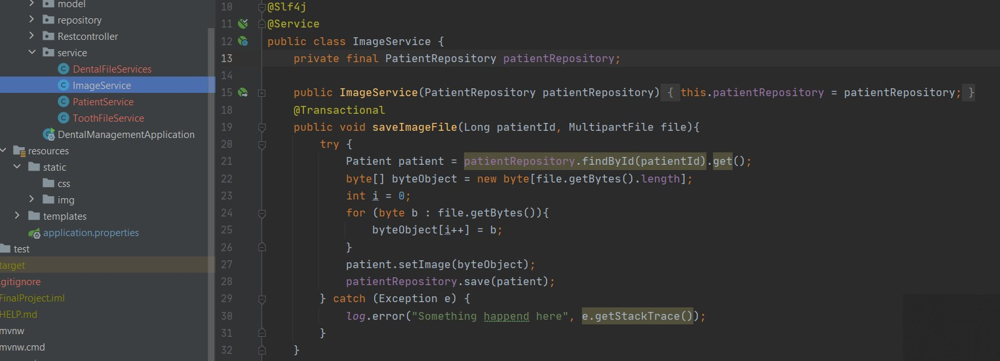 model
repository
Restcontroller
service
DentalFileServices
ImageService
PatientService
ToothFileService
DentalManagementApplication
resources
static
css
img
templates
application.properties
test
target
.gitignore
FinalProject.iml
HELP.md
mvnw
mvnw.cmd
10 @Slf4j
11 @Service
12 public class ImageService {
13 private final PatientRepository patientRepository;
14
15 public ImageService(PatientRepository patientRepository) { this.patientRepository = patientRepository; }
18 @Transactional
19 public void saveImageFile(Long patientId, MultipartFile file){
20 try {
21 Patient patient = patientRepository.findById(patientId).get();
22 byte[] byteObject = new byte[file.getBytes().length];
23 int i = 0;
24 for (byte b : file.getBytes()){
25 byteObject[i++] = b;
26 }
27 patient.setImage(byteObject);
28 patientRepository.save(patient);
29 } catch (Exception e) {
30 log.error("Something happend here", e.getStackTrace());
31 }
32 }